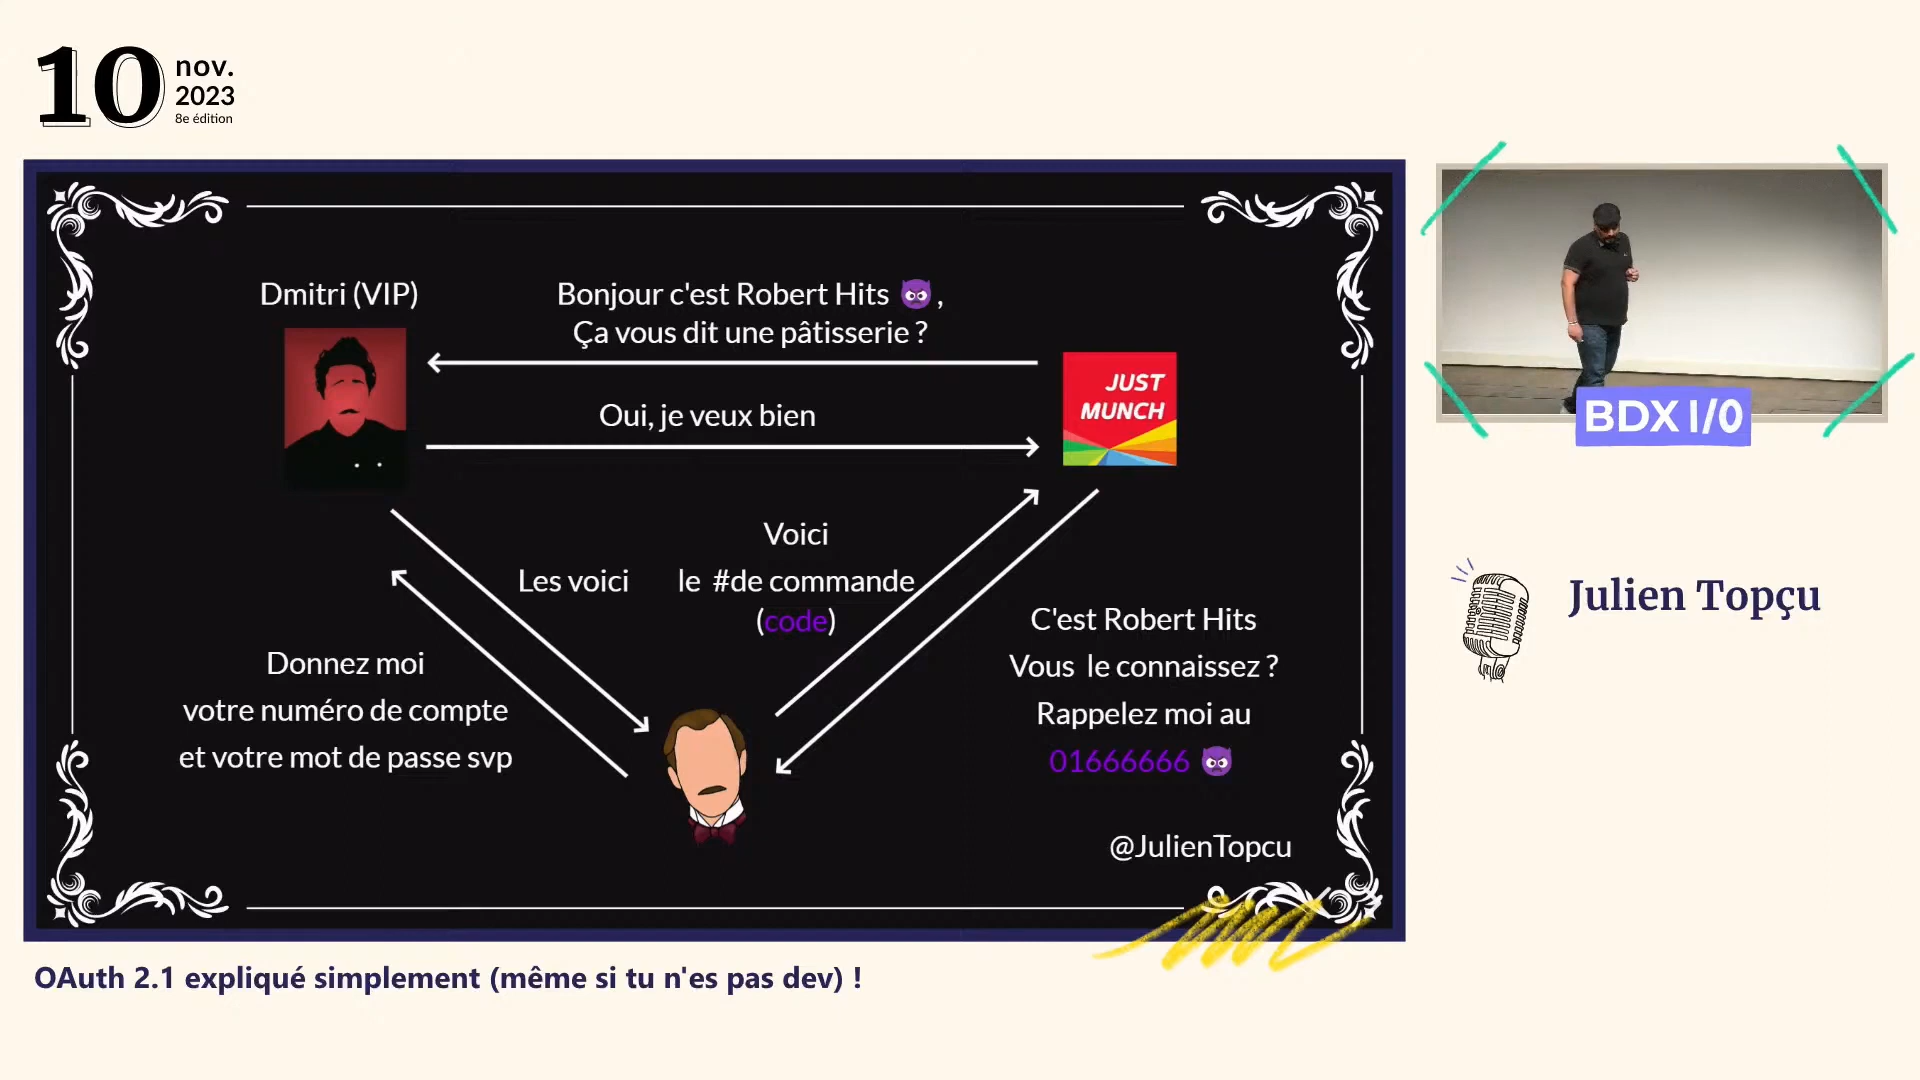 10 nov.
2023
8e édition
Dmitri (VIP)
Bonjour c'est Robert Hits 👿 ,
Ça vous dit une pâtisserie ?
JUST
MUNCH
Oui, je veux bien
Voici
le #de commande
(code)
Les voici
C'est Robert Hits
Vous le connaissez ?
Rappelez moi au
01666666 👿
Donnez moi
votre numéro de compte
et votre mot de passe svp
@JulienTopcu
BDX I/O
Julien Topçu
OAuth 2.1 expliqué simplement (même si tu n'es pas dev) !